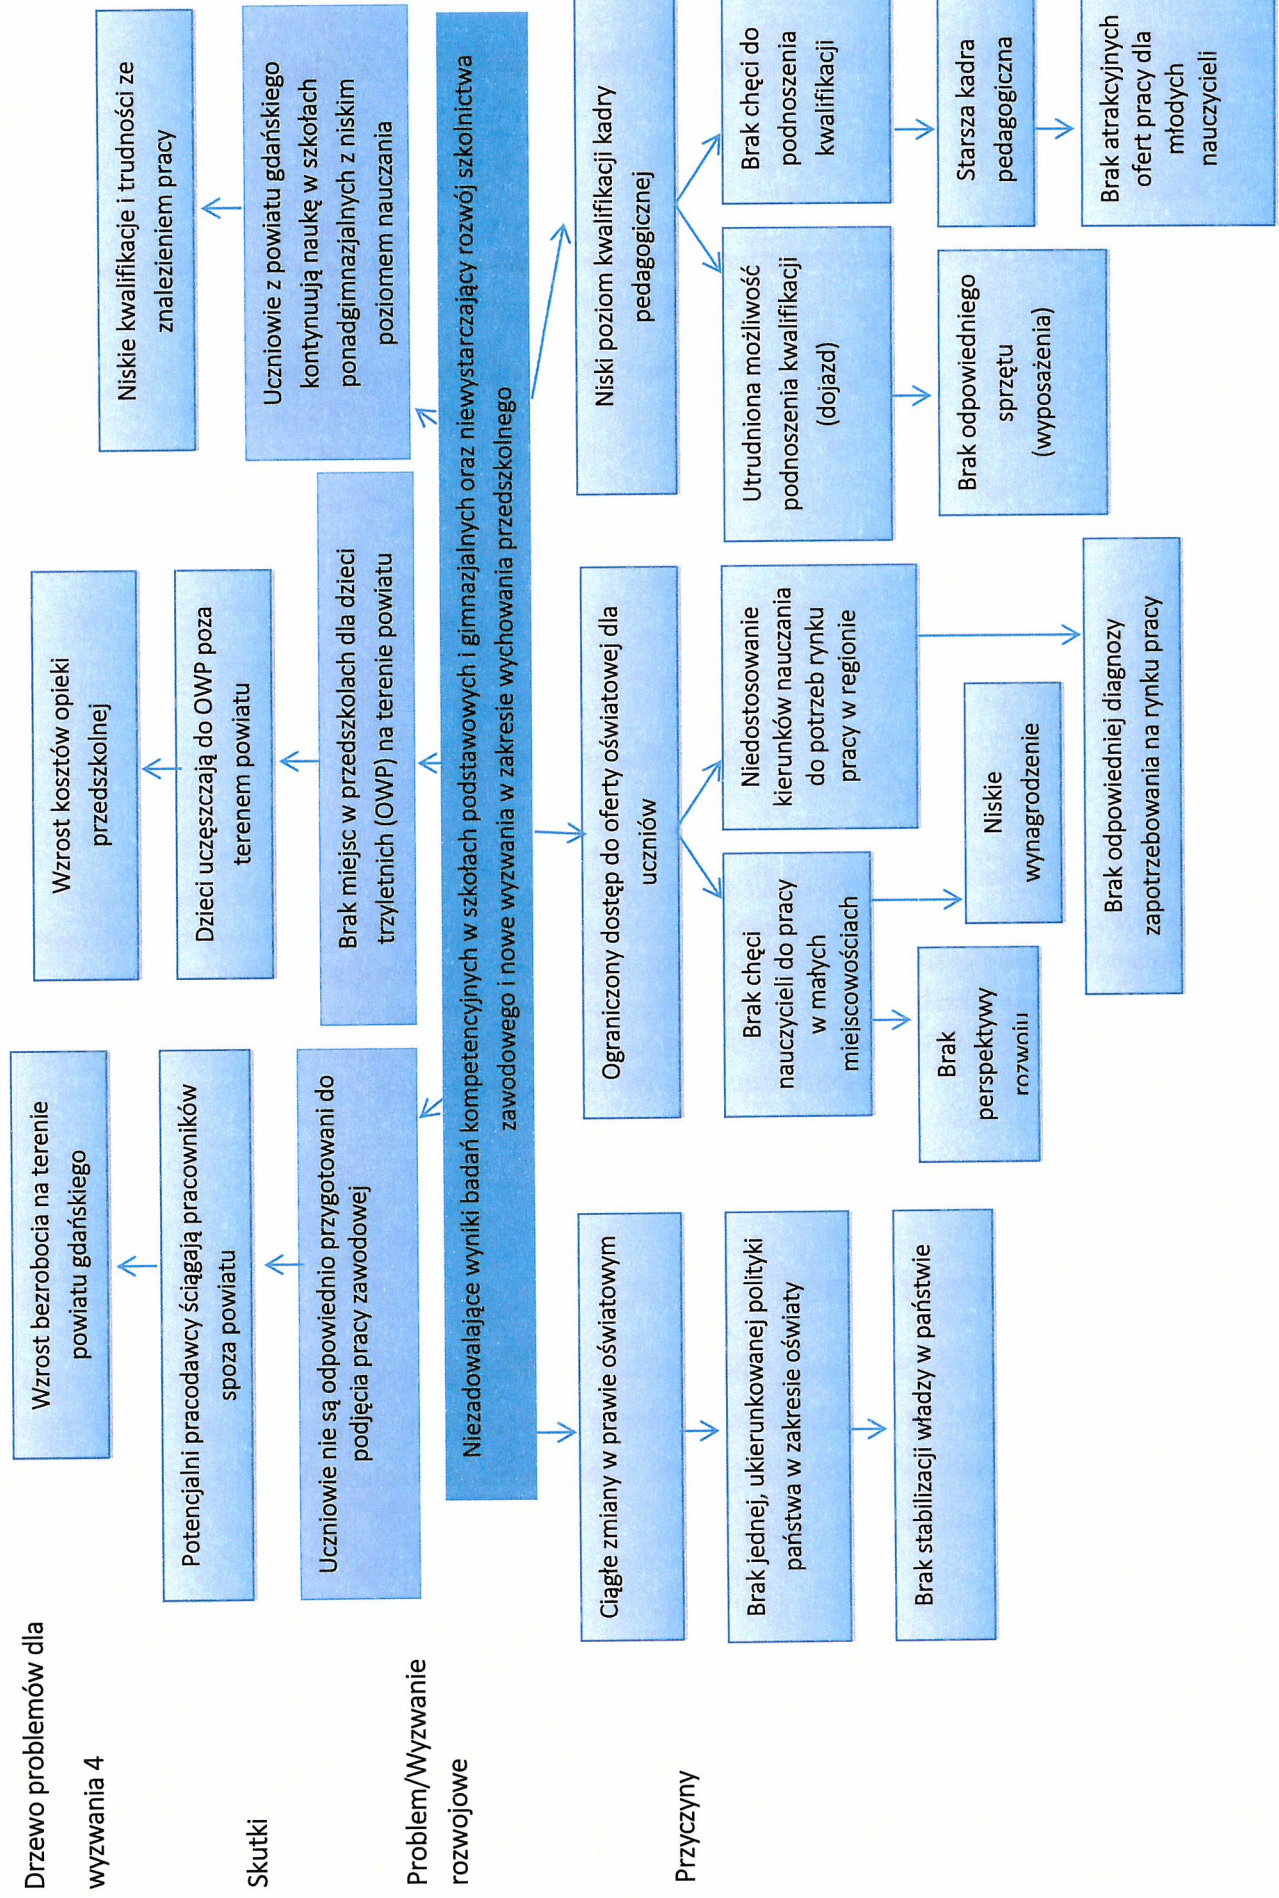 Drzewo problemów dla
wyzwania 4
Skutki
Wzrost bezrobocia na terenie
powiatu gdańskiego
Potencjalni pracodawcy ściągają pracowników
spoza powiatu
Uczniowie nie są odpowiednio przygotowani do
podjęcia pracy zawodowej
Wzrost kosztów opieki
przedszkolnej
Dzieci uczęszczają do OWP poza
terenem powiatu
Brak miejsc w przedszkolach dla dzieci
trzyletnich (OWP) na terenie powiatu
Niskie kwalifikacje i trudności ze
znalezieniem pracy
Uczniowie z powiatu gdańskiego
kontynuują naukę w szkołach
ponadgimnazjalnych z niskim
poziomem nauczania
Problem/Wyzwanie
rozwojowe
Niezadowalające wyniki badań kompetencyjnych w szkołach podstawowych i gimnazjalnych oraz niewystarczający rozwój szkolnictwa
zawodowego i nowe wyzwania w zakresie wychowania przedszkolnego
Przyczyny
Ciągłe zmiany w prawie oświatowym
Brak jednej, ukierunkowanej polityki
państwa w zakresie oświaty
Brak stabilizacji władzy w państwie
Ograniczony dostęp do oferty oświatowej dla
uczniów
Brak chęci
nauczycieli do pracy
w małych
miejscowościach
Brak
perspektywy
rozwoju
Niskie
wynagrodzenie
Niedostosowanie
kierunków nauczania
do potrzeb rynku
pracy w regionie
Brak odpowiedniej diagnozy
zapotrzebowania na rynku pracy
Niski poziom kwalifikacji kadry
pedagogicznej
Utrudniona możliwość
podnoszenia kwalifikacji
(dojazd)
Brak odpowiedniego
sprzętu
(wyposażenia)
Brak chęci do
podnoszenia
kwalifikacji
Starsza kadra
pedagogiczna
Brak atrakcyjnych
ofert pracy dla
młodych
nauczycieli